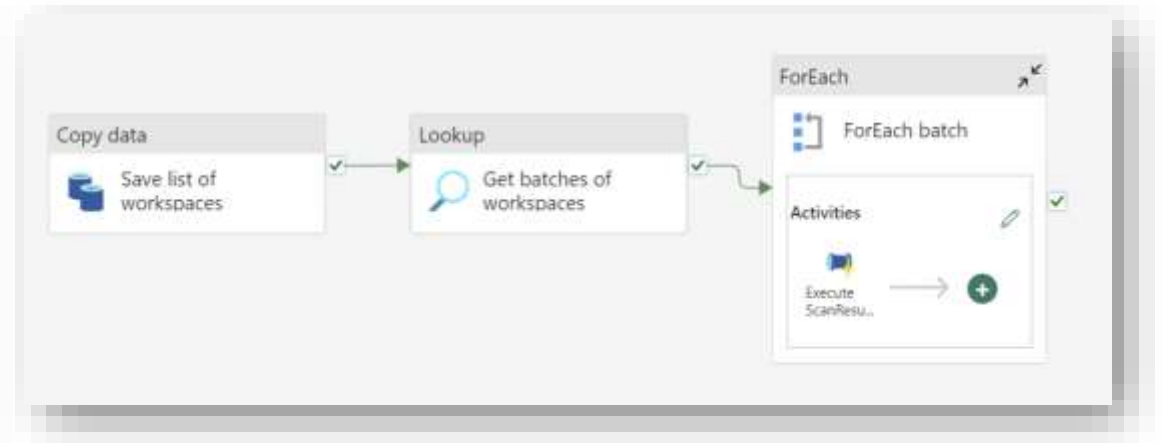 Copy data
Save list of
workspaces
Lookup
Get batches of
workspaces
ForEach
ForEach batch
Activities
Execute
ScanResu...